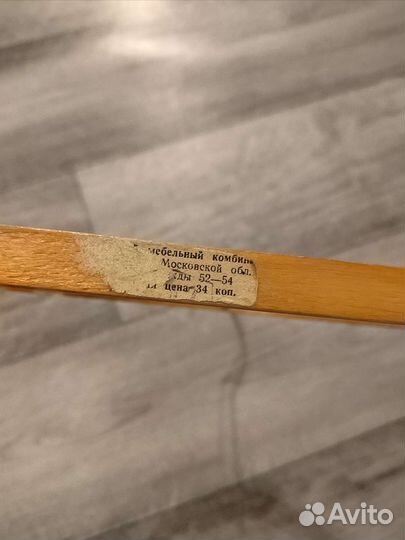 й мебельный комбин
Московской обл.
ды 52—54
я цена 34 коп.
Avito